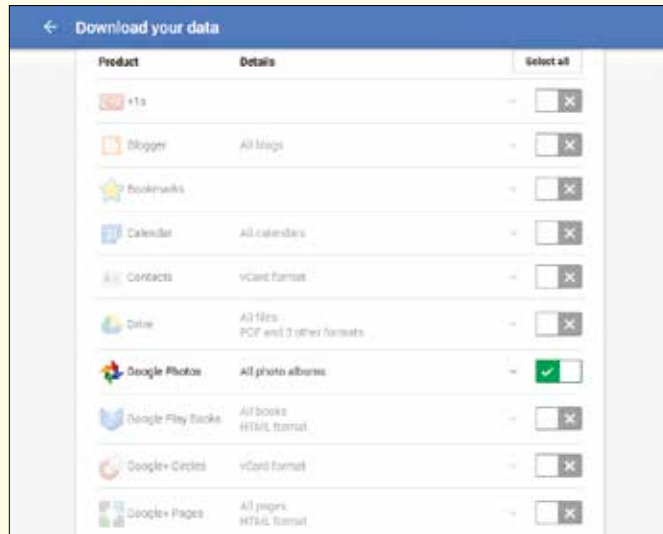 Download your data
Product Details Select all
+1s
Blogger All blogs
Bookmarks
Calendar All calendars
Contacts vCard format
Drive All files
PDF and 3 other formats
Google Photos All photo albums
Google Play Books All books
HTML format
Google+ Circles vCard format
Google+ Pages All pages
HTML format